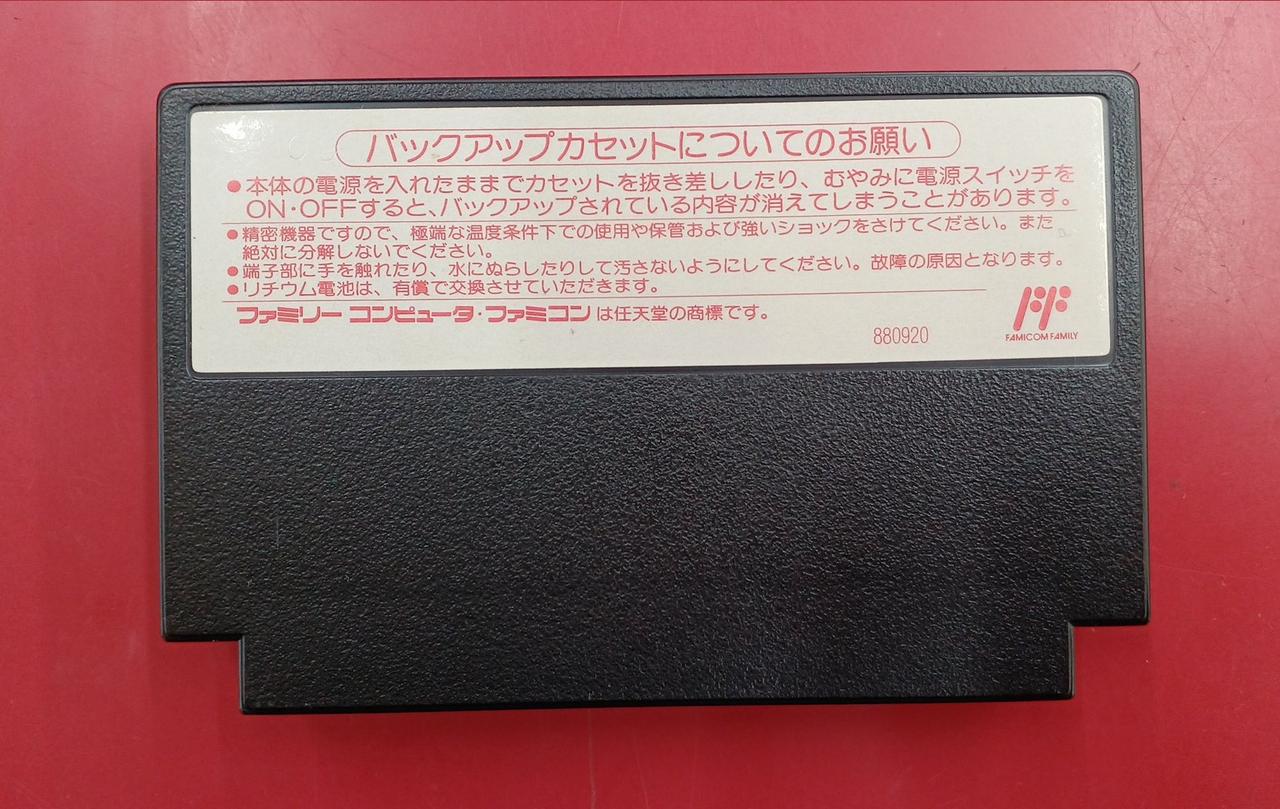 バックアップカセットについてのお願い
●本体の電源を入れたままでカセットを抜き差ししたり、むやみに電源スイッチを
ON・OFFすると、バックアップされている内容が消えてしまうことがあります。
●精密機器ですので、極端な温度条件下での使用や保管および強いショックをさけてください。また
絶対に分解しないでください。
●端子部に手を触れたり、水にぬらしたりして汚さないようにしてください。故障の原因となります。
●リチウム電池は、有償で交換させていただきます。
ファミリー コンピュータ・ファミコン は任天堂の商標です。
880920
FAMICOM FAMILY